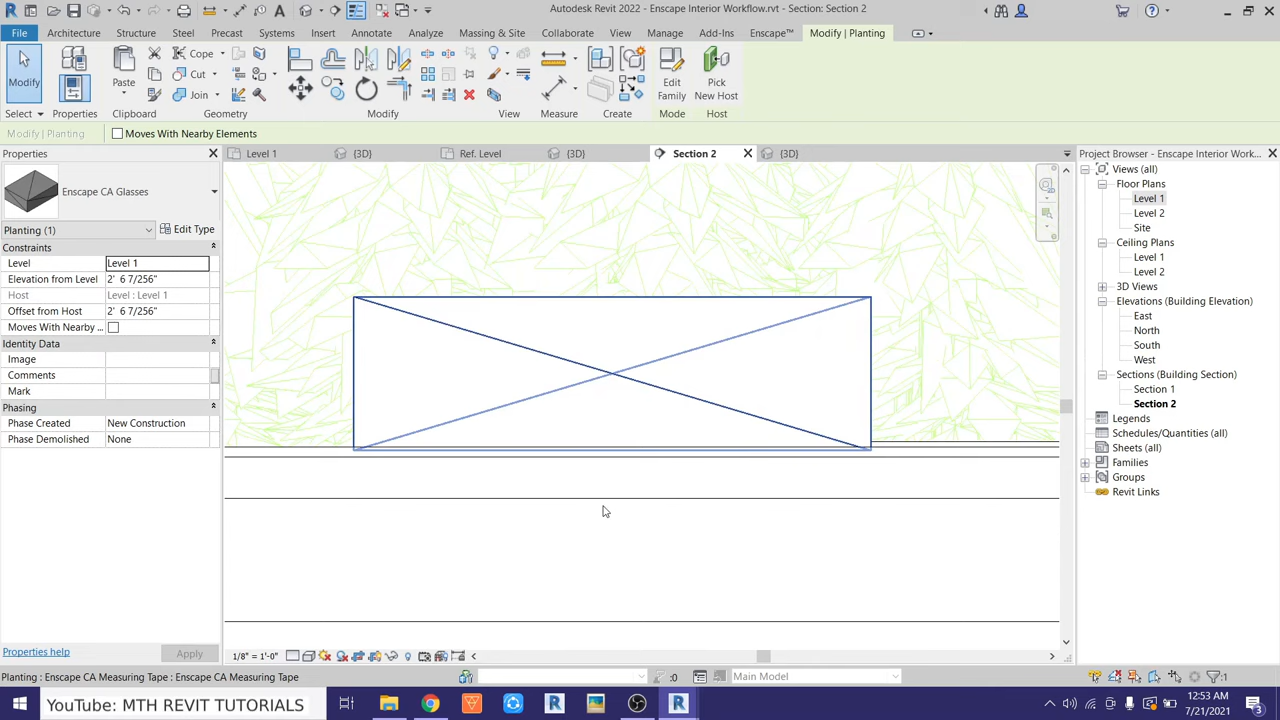 Autodesk Revit 2022 - Enscape Interior Workflow.rvt - Section: Section 2
File Architecture Structure Steel Precast Systems Insert Annotate Analyze Massing & Site Collaborate View Manage Add-Ins Enscape™ Modify | Planting
Modify
Paste
Cope
Cut
Join
Edit Family
Pick New Host
Select Properties Clipboard Geometry Modify View Measure Create Mode Host
Modify | Planting Moves With Nearby Elements
Properties
Level 1 {3D} Ref. Level {3D} Section 2 {3D}
Project Browser - Enscape Interior Work...
Enscape CA Glasses
Planting (1) Edit Type
Constraints
Level Level 1
Elevation from Level 2' 6 7/256"
Host Level : Level 1
Offset from Host 2' 6 7/256"
Moves With Nearby ...
Identity Data
Image
Comments
Mark
Phasing
Phase Created New Construction
Phase Demolished None
Properties help Apply
Views (all)
Floor Plans
Level 1
Level 2
Site
Ceiling Plans
Level 1
Level 2
3D Views
Elevations (Building Elevation)
East
North
South
West
Sections (Building Section)
Section 1
Section 2
Legends
Schedules/Quantities (all)
Sheets (all)
Families
Groups
Revit Links
1/8" = 1'-0"
Planting : Enscape CA Measuring Tape : Enscape CA Measuring Tape :0 Main Model :1
YouTube: MTH REVIT TUTORIALS
12:53 AM
7/21/2021
3